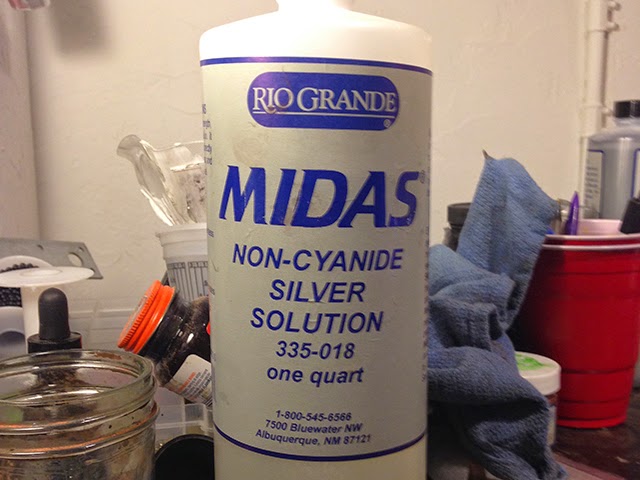 RIO GRANDE
MIDAS
NON-CYANIDE
SILVER
SOLUTION
335-018
one quart
1-800-545-6566
7500 Bluewater NW
Albuquerque, NM 87121